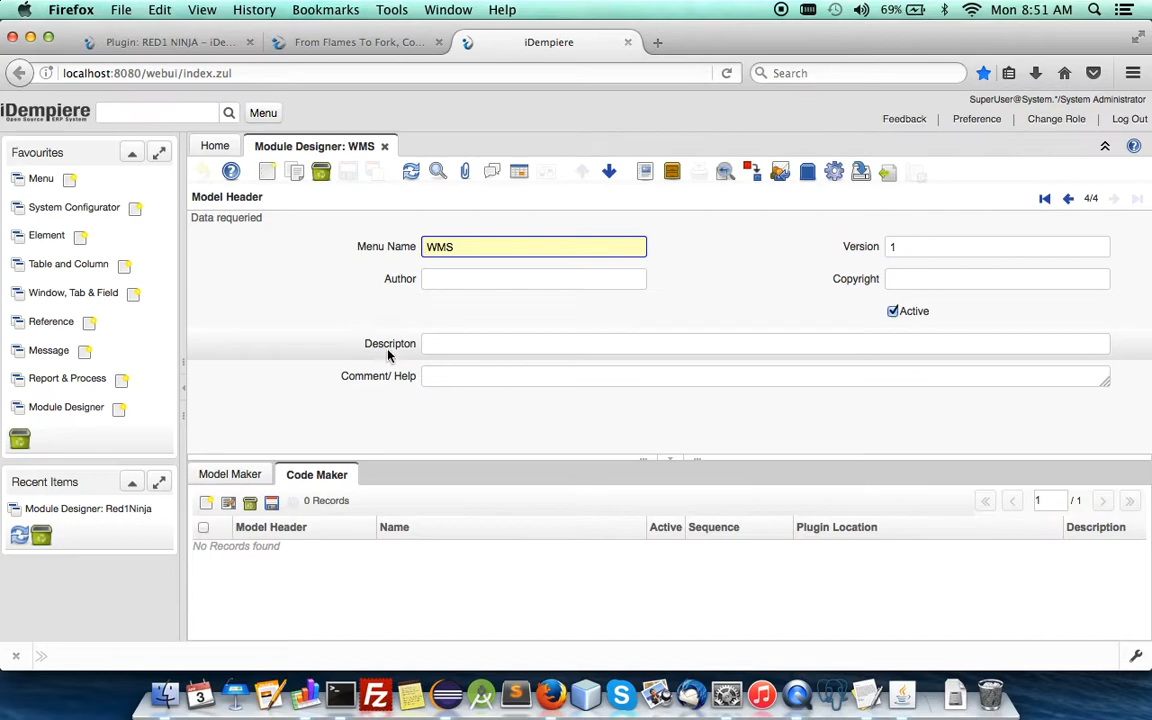 Firefox File Edit View History Bookmarks Tools Window Help 69% Mon 8:51 AM
Plugin: RED1 NINJA – iDe... × From Flames To Fork, Co... × iDempiere × +
localhost:8080/webui/index.zul Search
SuperUser@System.*/System Administrator
iDempiere Menu
Open Source ERP System
Feedback Preference Change Role Log Out
Favourites
Menu
System Configurator
Element
Table and Column
Window, Tab & Field
Reference
Message
Report & Process
Module Designer
Recent Items
Module Designer: Red1Ninja
Home Module Designer: WMS ×
Model Header 4/4
Data requeried
Menu Name WMS Version 1
Author Copyright
Active
Descripton
Comment/ Help
Model Maker Code Maker
0 Records 1 / 1
Model Header Name Active Sequence Plugin Location Description
No Records found